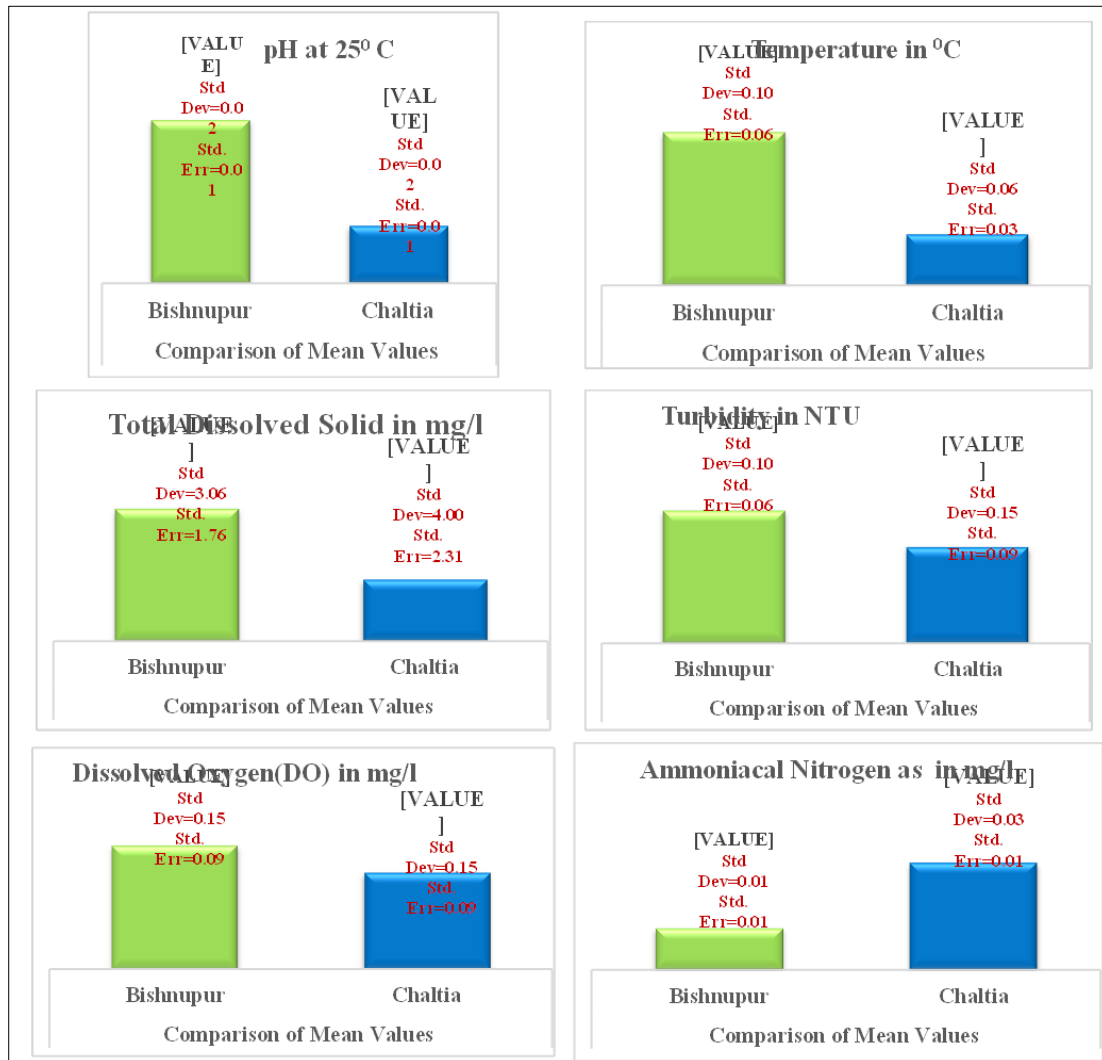 pH at 25⁰ C
[VALU
E]
Std
Dev=0.0
2
Std.
Err=0.0
1
[VAL
UE]
Std
Dev=0.0
2
Std.
Err=0.0
1
Bishnupur Chaltia
Comparison of Mean Values
Temperature in ⁰C
[VALUE]
Std
Dev=0.10
Std.
Err=0.06
[VALUE
]
Std
Dev=0.06
Std.
Err=0.03
Bishnupur Chaltia
Comparison of Mean Values
Total Dissolved Solid in mg/l
[VALUE
]
Std
Dev=3.06
Std.
Err=1.76
[VALUE
]
Std
Dev=4.00
Std.
Err=2.31
Bishnupur Chaltia
Comparison of Mean Values
Turbidity in NTU
[VALUE]
Std
Dev=0.10
Std.
Err=0.06
[VALUE
]
Std
Dev=0.15
Std.
Err=0.09
Bishnupur Chaltia
Comparison of Mean Values
Dissolved Oxygen(DO) in mg/l
[VALUE]
Std
Dev=0.15
Std.
Err=0.09
[VALUE
]
Std
Dev=0.15
Std.
Err=0.09
Bishnupur Chaltia
Comparison of Mean Values
Ammoniacal Nitrogen as in mg/l
[VALUE]
Std
Dev=0.01
Std.
Err=0.01
[VALUE]
Std
Dev=0.03
Std.
Err=0.01
Bishnupur Chaltia
Comparison of Mean Values